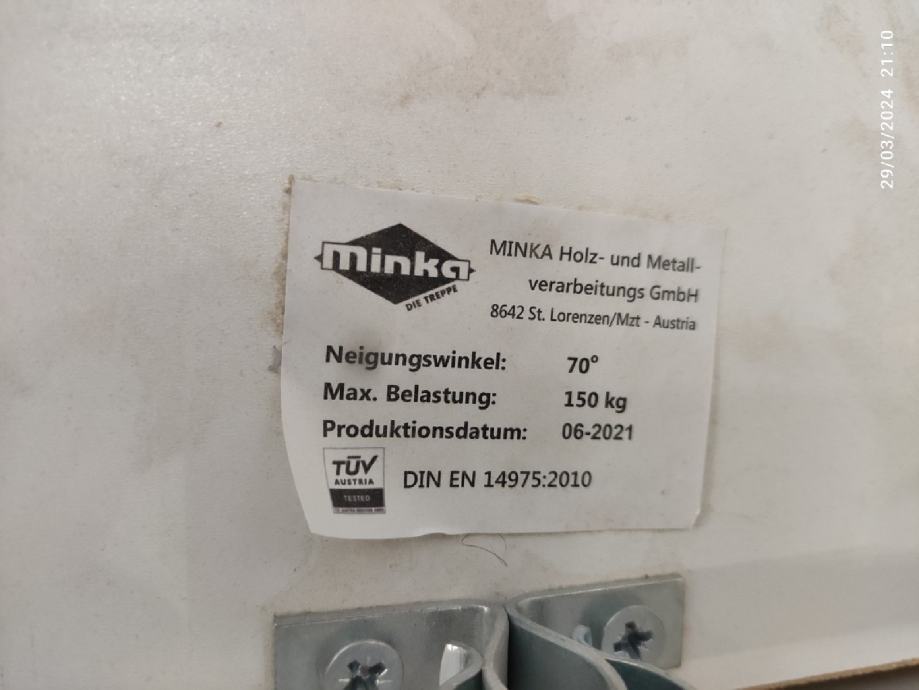 29/03/2024 21:10
minka
DIE TREPPE
MINKA Holz- und Metall-
verarbeitungs GmbH
8642 St. Lorenzen/Mzt - Austria
Neigungswinkel: 70°
Max. Belastung: 150 kg
Produktionsdatum: 06-2021
TÜV
AUSTRIA
TESTED
DIN EN 14975:2010